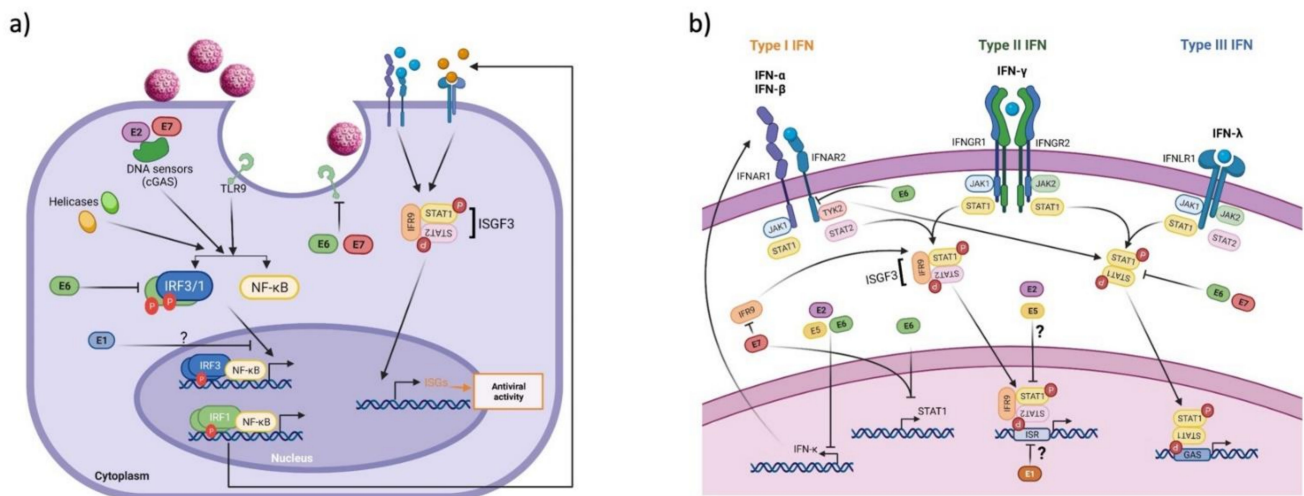 a)
E2
E7
DNA sensors
(cGAS)
TLR9
Helicases
E6
E7
IFR9
STAT1
P
STAT2
P
ISGF3
E6
IRF3/1
P
P
NF-κB
E1
?
IRF3
NF-κB
P
ISGs
Antiviral
activity
IRF1
NF-κB
P
Nucleus
Cytoplasm
b)
Type I IFN
Type II IFN
Type III IFN
IFN-α
IFN-β
IFN-γ
IFN-λ
IFNAR1
IFNAR2
IFNGR1
IFNGR2
IFNLR1
E6
TYK2
JAK1
STAT1
STAT2
JAK1
STAT1
JAK2
STAT1
JAK1
STAT1
JAK2
STAT2
ISGF3
IFR9
STAT1
P
STAT2
P
STAT1
P
STAT1
P
E6
E7
IFR9
E7
E2
E5
E6
E6
E2
E5
?
IFN-κ
STAT1
IFR9
STAT1
P
STAT2
P
ISR
?
E1
STAT1
P
STAT1
P
GAS